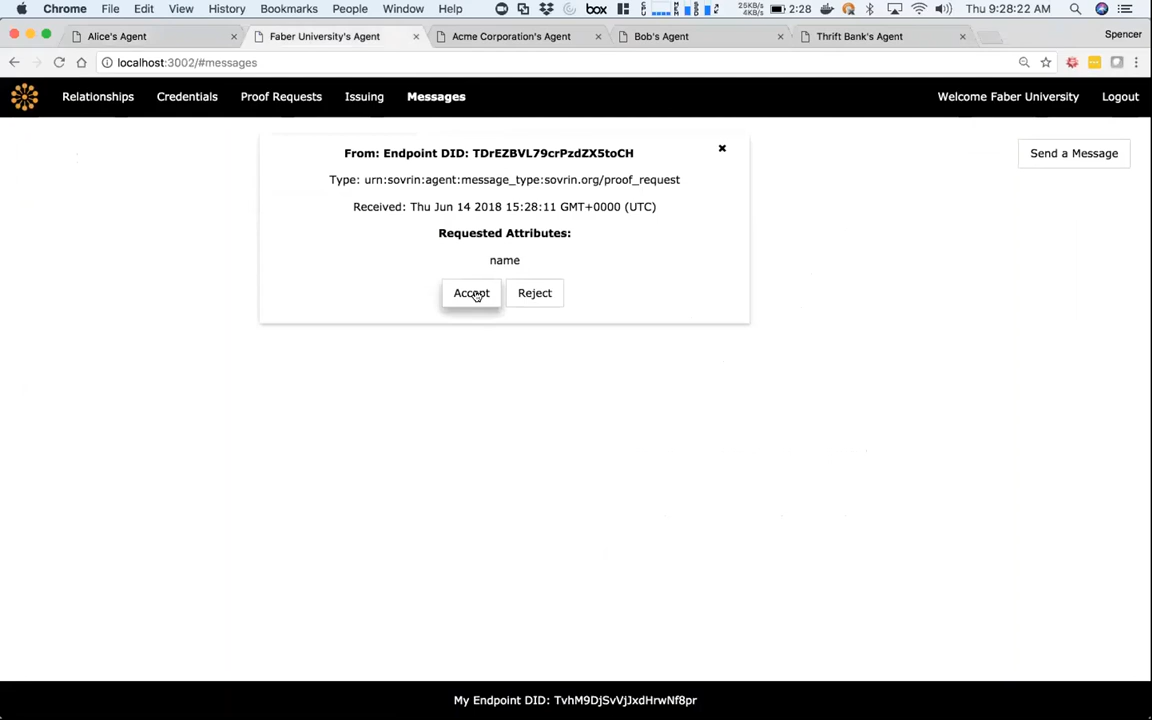 Chrome File Edit View History Bookmarks People Window Help box 25KB/s 4KB/s 2:28 Thu 9:28:22 AM
Alice's Agent Faber University's Agent Acme Corporation's Agent Bob's Agent Thrift Bank's Agent Spencer
localhost:3002/#messages
Relationships Credentials Proof Requests Issuing Messages Welcome Faber University Logout
From: Endpoint DID: TDrEZBVL79crPzdZX5toCH
Send a Message
Type: urn:sovrin:agent:message_type:sovrin.org/proof_request
Received: Thu Jun 14 2018 15:28:11 GMT+0000 (UTC)
Requested Attributes:
name
Accept Reject
My Endpoint DID: TvhM9DjSvVjJxdHrwNf8pr